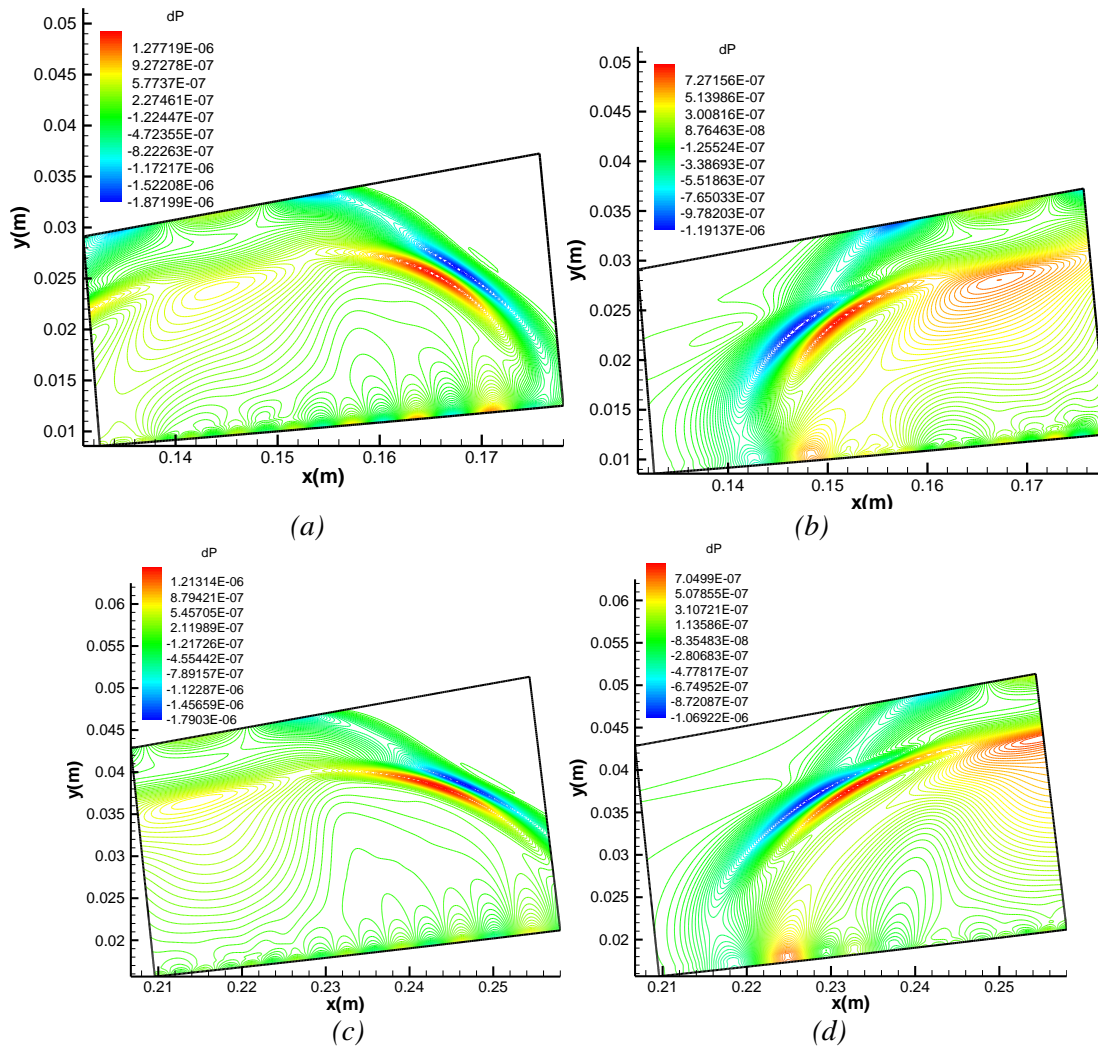 dP
1.27719E-06
9.27278E-07
5.7737E-07
2.27461E-07
-1.22447E-07
-4.72355E-07
-8.22263E-07
-1.17217E-06
-1.52208E-06
-1.87199E-06
0.05
0.045
0.04
0.035
0.03
0.025
0.02
0.015
0.01
y(m)
0.14
0.15
0.16
0.17
x(m)
(a)
dP
7.27156E-07
5.13986E-07
3.00816E-07
8.76463E-08
-1.25524E-07
-3.38693E-07
-5.51863E-07
-7.65033E-07
-9.78203E-07
-1.19137E-06
0.05
0.045
0.04
0.035
0.03
0.025
0.02
0.015
0.01
y(m)
0.14
0.15
0.16
0.17
x(m)
(b)
dP
1.21314E-06
8.79421E-07
5.45705E-07
2.11989E-07
-1.21726E-07
-4.55442E-07
-7.89157E-07
-1.12287E-06
-1.45659E-06
-1.7903E-06
0.06
0.055
0.05
0.045
0.04
0.035
0.03
0.025
0.02
y(m)
0.21
0.22
0.23
0.24
0.25
x(m)
(c)
dP
7.0499E-07
5.07855E-07
3.10721E-07
1.13586E-07
-8.35483E-08
-2.80683E-07
-4.77817E-07
-6.74952E-07
-8.72087E-07
-1.06922E-06
0.06
0.055
0.05
0.045
0.04
0.035
0.03
0.025
0.02
y(m)
0.21
0.22
0.23
0.24
0.25
x(m)
(d)